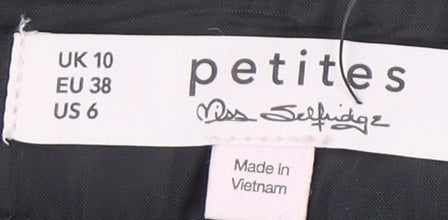 UK 10
EU 38
US 6
petites
Miss Selfridge
Made in
Vietnam